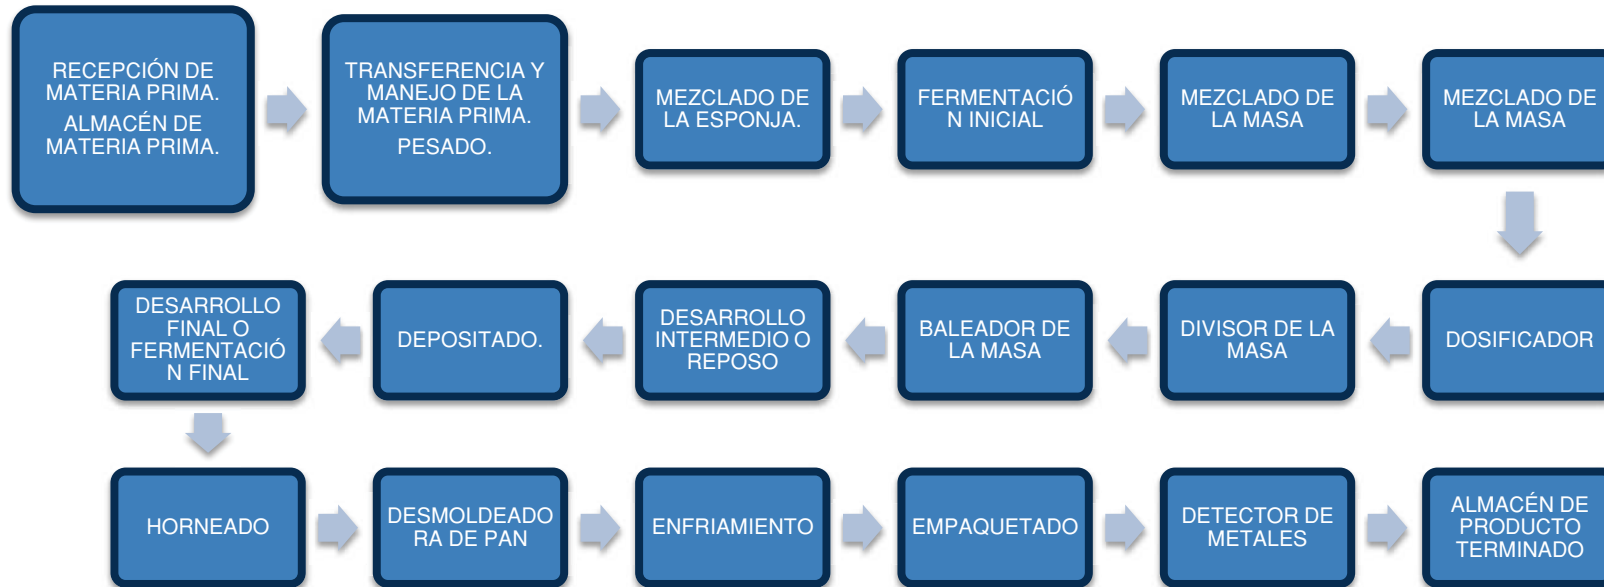 RECEPCIÓN DE
MATERIA PRIMA.
ALMACÉN DE
MATERIA PRIMA.
TRANSFERENCIA Y
MANEJO DE LA
MATERIA PRIMA.
PESADO.
MEZCLADO DE
LA ESPONJA.
FERMENTACIÓ
N INICIAL
MEZCLADO DE
LA MASA
MEZCLADO DE
LA MASA
DOSIFICADOR
DIVISOR DE LA
MASA
BALEADOR DE
LA MASA
DESARROLLO
INTERMEDIO O
REPOSO
DEPOSITADO.
DESARROLLO
FINAL O
FERMENTACIÓ
N FINAL
HORNEADO
DESMOLDEADO
RA DE PAN
ENFRIAMIENTO
EMPAQUETADO
DETECTOR DE
METALES
ALMACÉN DE
PRODUCTO
TERMINADO